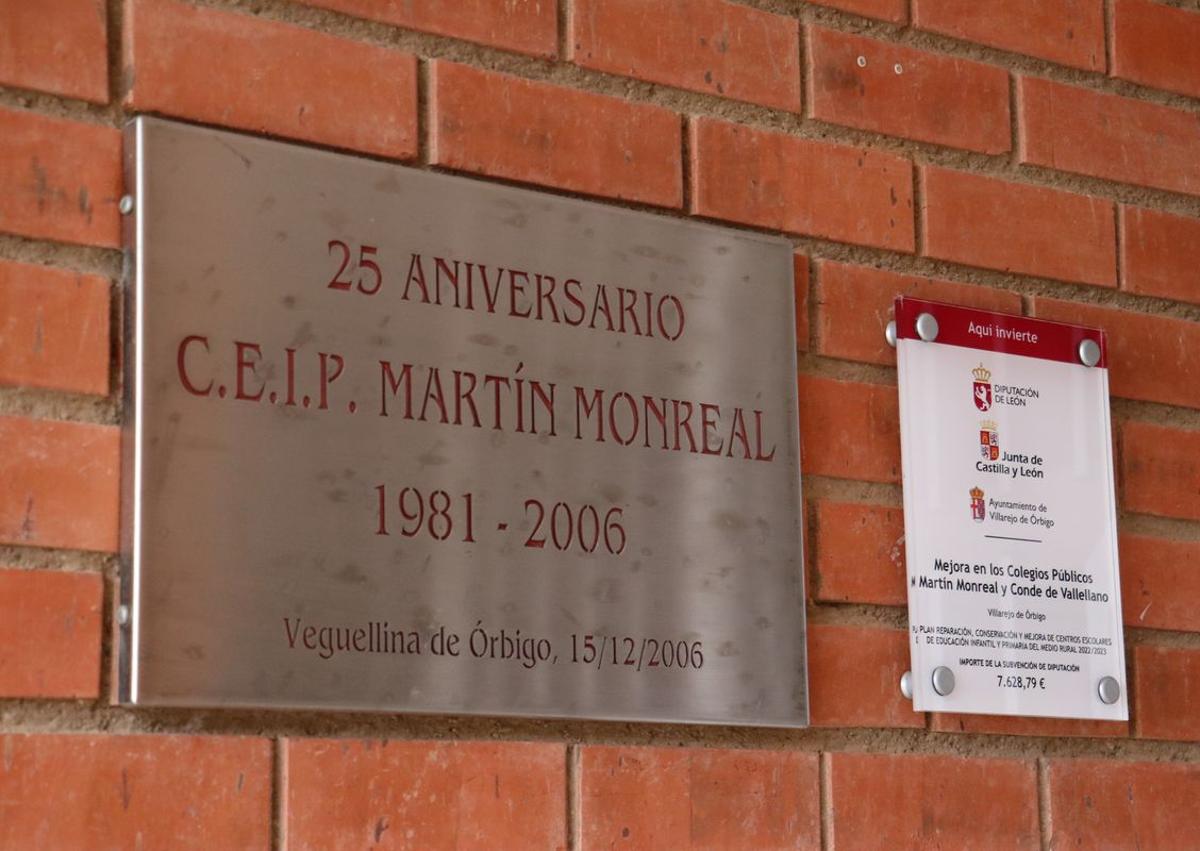 25 ANIVERSARIO
C.E.I.P. MARTÍN MONREAL
1981 - 2006
Veguellina de Órbigo, 15/12/2006
Aquí invierte
DIPUTACIÓN
DE LEÓN
Junta de
Castilla y León
Ayuntamiento de
Villarejo de Órbigo
Mejora en los Colegios Públicos
Martín Monreal y Conde de Vallellano
Villarejo de Órbigo
PLAN REPARACIÓN, CONSERVACIÓN Y MEJORA DE CENTROS ESCOLARES
DE EDUCACIÓN INFANTIL Y PRIMARIA DEL MEDIO RURAL 2022/2023
IMPORTE DE LA SUBVENCIÓN DE DIPUTACIÓN
7.628,79 €